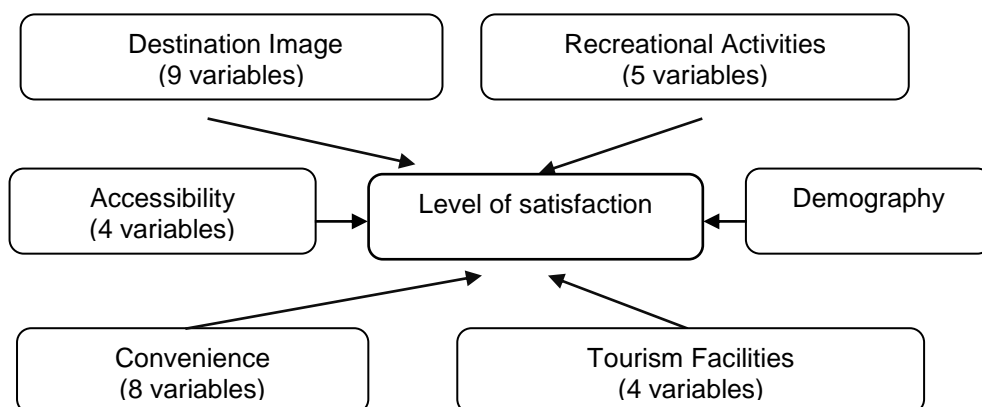 Destination Image
(9 variables)
Recreational Activities
(5 variables)
Accessibility
(4 variables)
Level of satisfaction
Demography
Convenience
(8 variables)
Tourism Facilities
(4 variables)